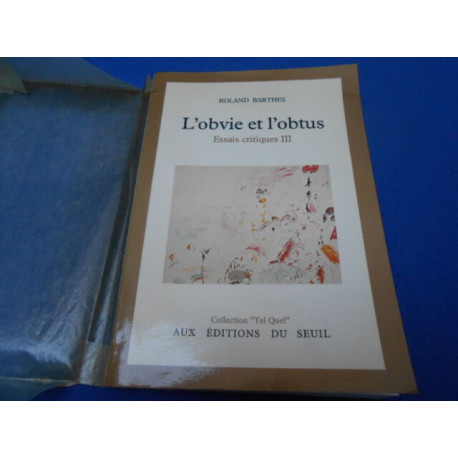 ROLAND BARTHES
L'obvie et l'obtus
Essais critiques III
Collection "Tel Quel"
AUX ÉDITIONS DU SEUIL